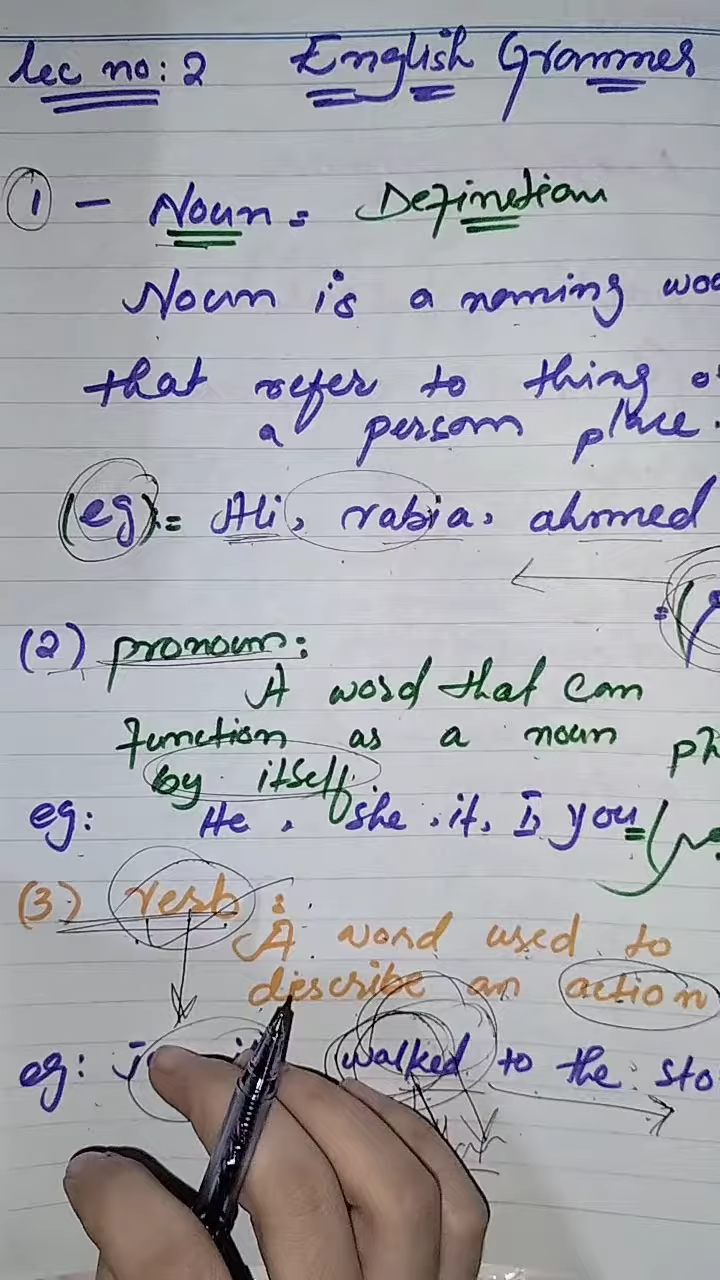 Lec no: 2 English Grammer
1 - Noun = Definetion
Noun is a naming
that refer to thing
a person place.
(eg) = Ali, rabia, ahmed
(2) pronoun:
A word that can
function as a noun
by itself.
eg: He, she, it, I, you =
(3) verb:
A word used to
describe an action
eg: walked to the